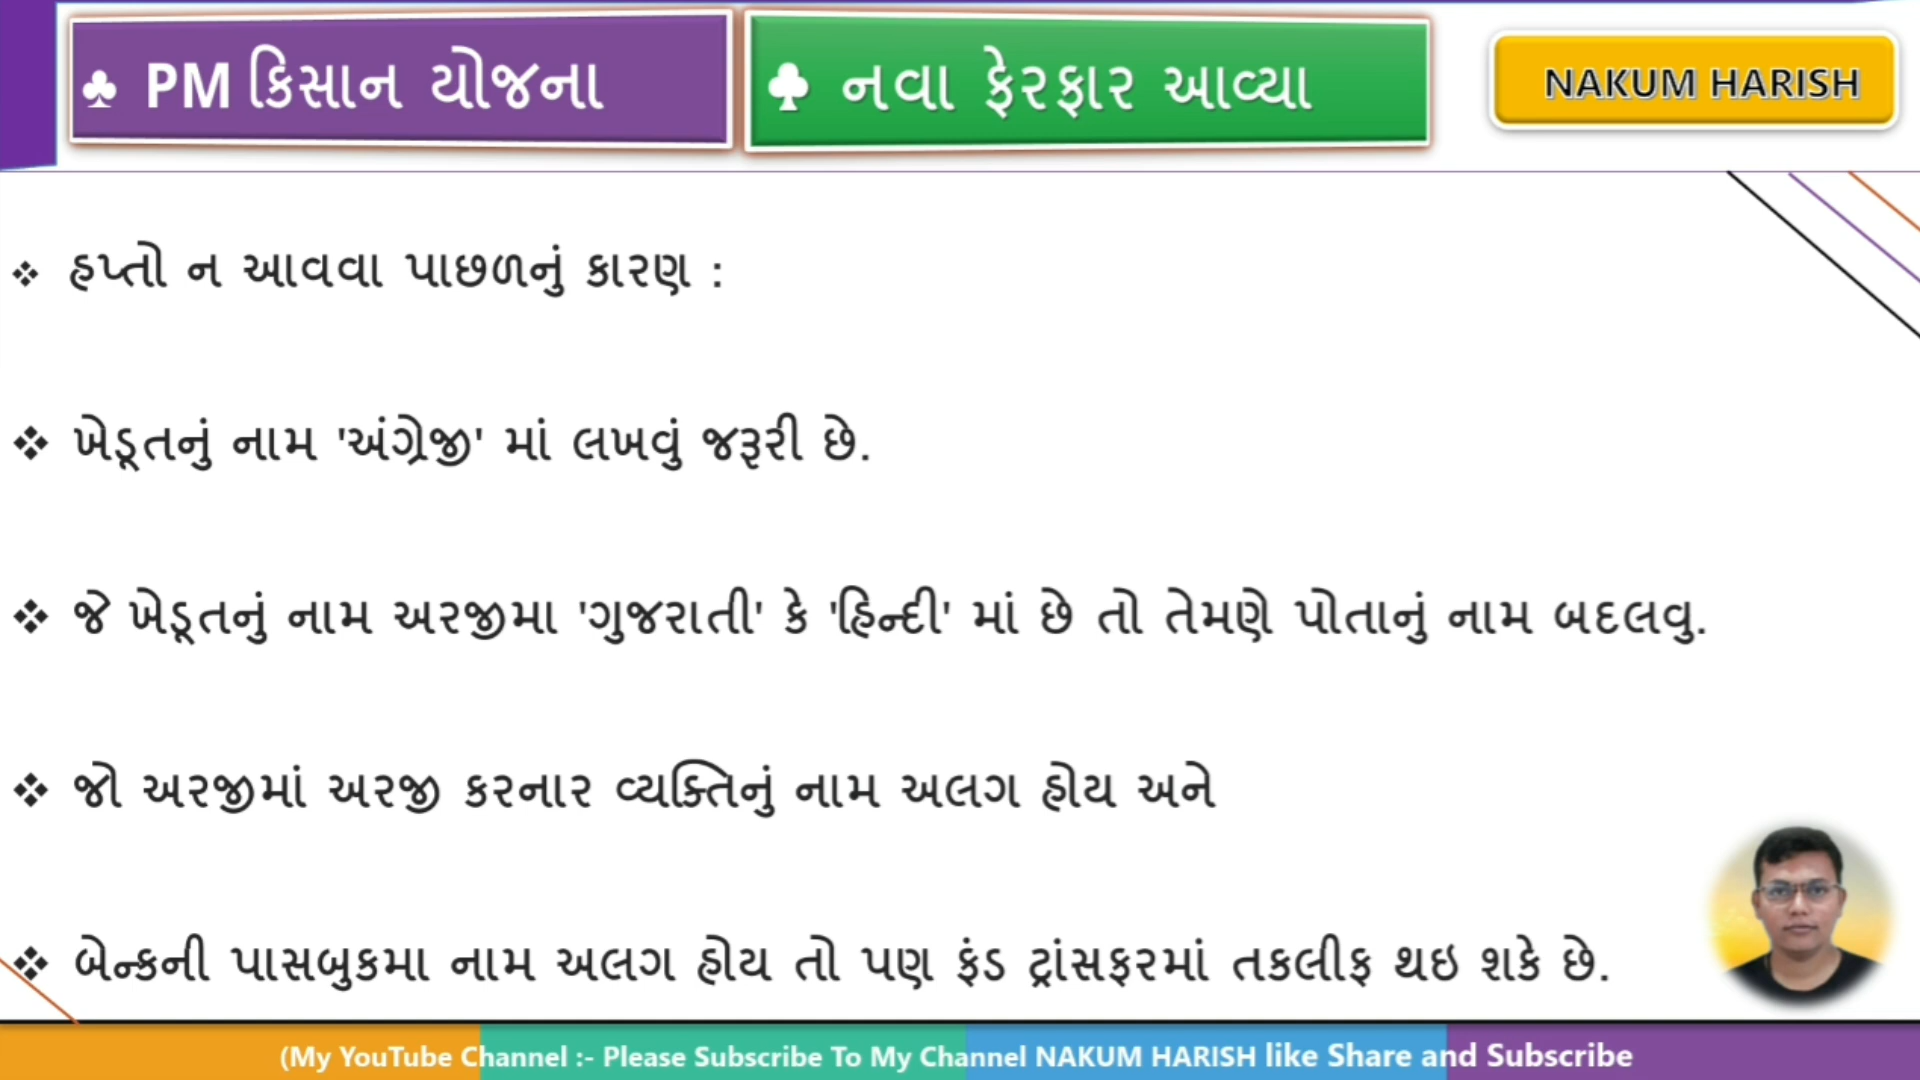 ♣ PM કિસાન યોજના
♣ નવા ફેરફાર આવ્યા
NAKUM HARISH
❖ હપ્તો ન આવવા પાછળનું કારણ :
❖ ખેડૂતનું નામ 'અંગ્રેજી' માં લખવું જરૂરી છે.
❖ જે ખેડૂતનું નામ અરજીમા 'ગુજરાતી' કે 'હિન્દી' માં છે તો તેમણે પોતાનું નામ બદલવુ.
❖ જો અરજીમાં અરજી કરનાર વ્યક્તિનું નામ અલગ હોય અને
❖ બેન્કની પાસબુકમા નામ અલગ હોય તો પણ ફંડ ટ્રાંસફરમાં તકલીફ થઇ શકે છે.
(My YouTube Channel :- Please Subscribe To My Channel NAKUM HARISH like Share and Subscribe